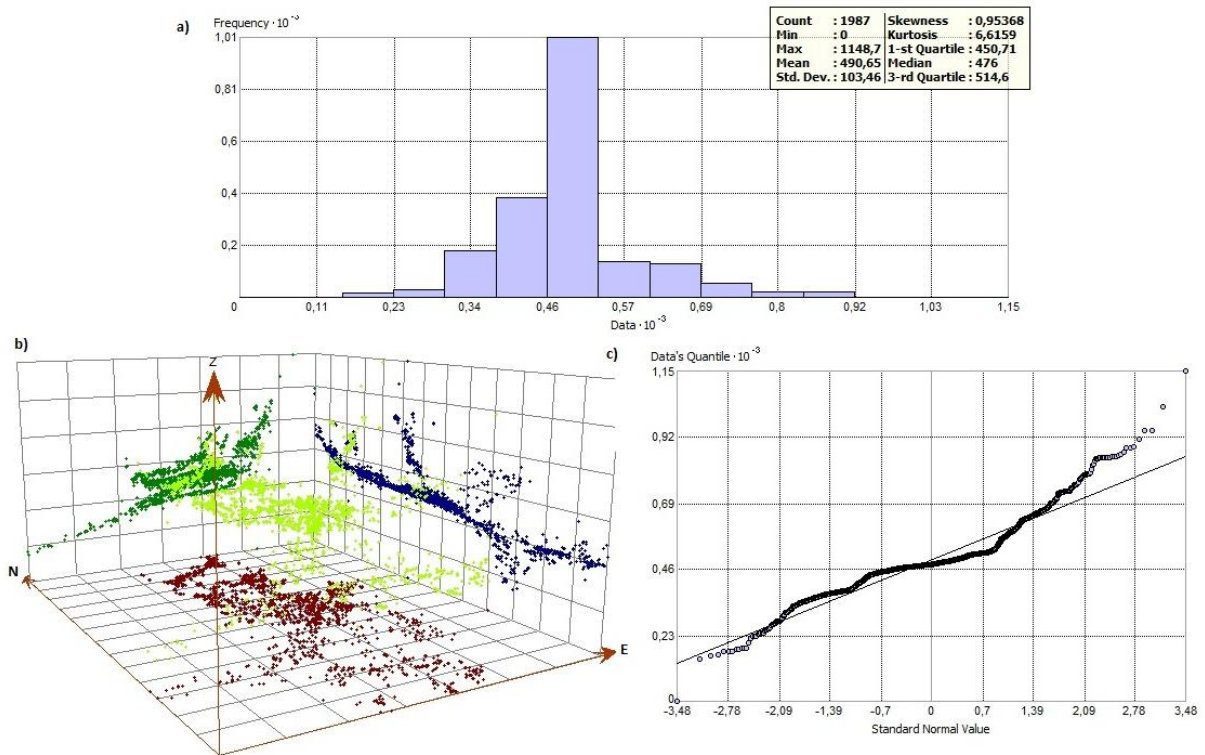 a)
Frequency · 10⁻³
Count : 1987 Skewness : 0,95368
Min : 0 Kurtosis : 6,6159
Max : 1148,7 1-st Quartile : 450,71
Mean : 490,65 Median : 476
Std. Dev. : 103,46 3-rd Quartile : 514,6
1,01
0,81
0,6
0,4
0,2
0 0,11 0,23 0,34 0,46 0,57 0,69 0,8 0,92 1,03 1,15
Data · 10⁻³
b)
Z
N
E
c)
Data's Quantile · 10⁻³
1,15
0,92
0,69
0,46
0,23
0
-3,48 -2,78 -2,09 -1,39 -0,7 0 0,7 1,39 2,09 2,78 3,48
Standard Normal Value